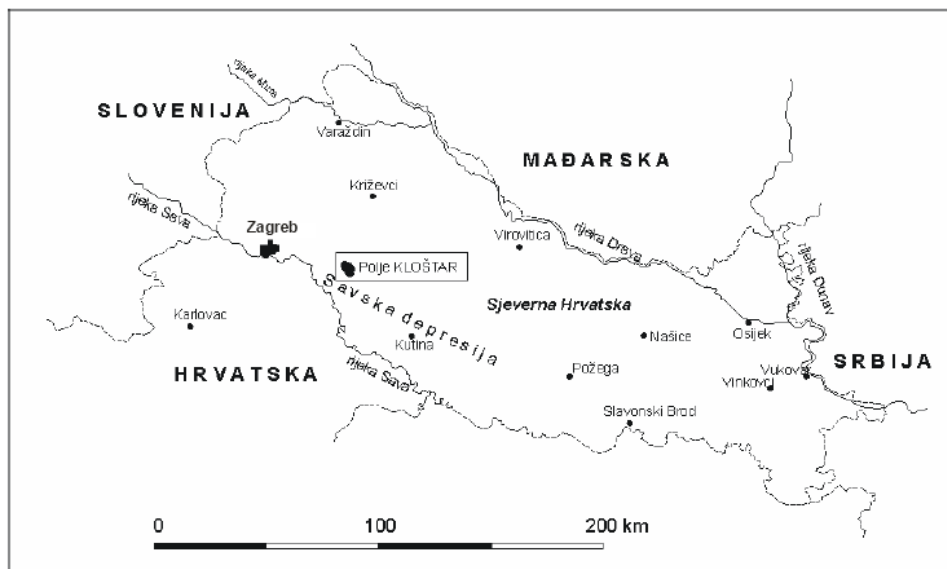 rijeka Mura
SLOVENIJA
Varaždin
MAĐARSKA
Križevci
rijeka Sava
Zagreb
Virovitica
rijeka Drava
rijeka Dunav
Polje KLOŠTAR
Savska depresija
Sjeverna Hrvatska
Karlovac
Kutina
Našice
Osijek
HRVATSKA
rijeka Sava
Požega
SRBIJA
Vukovar
Vinkovci
Slavonski Brod
0 100 200 km